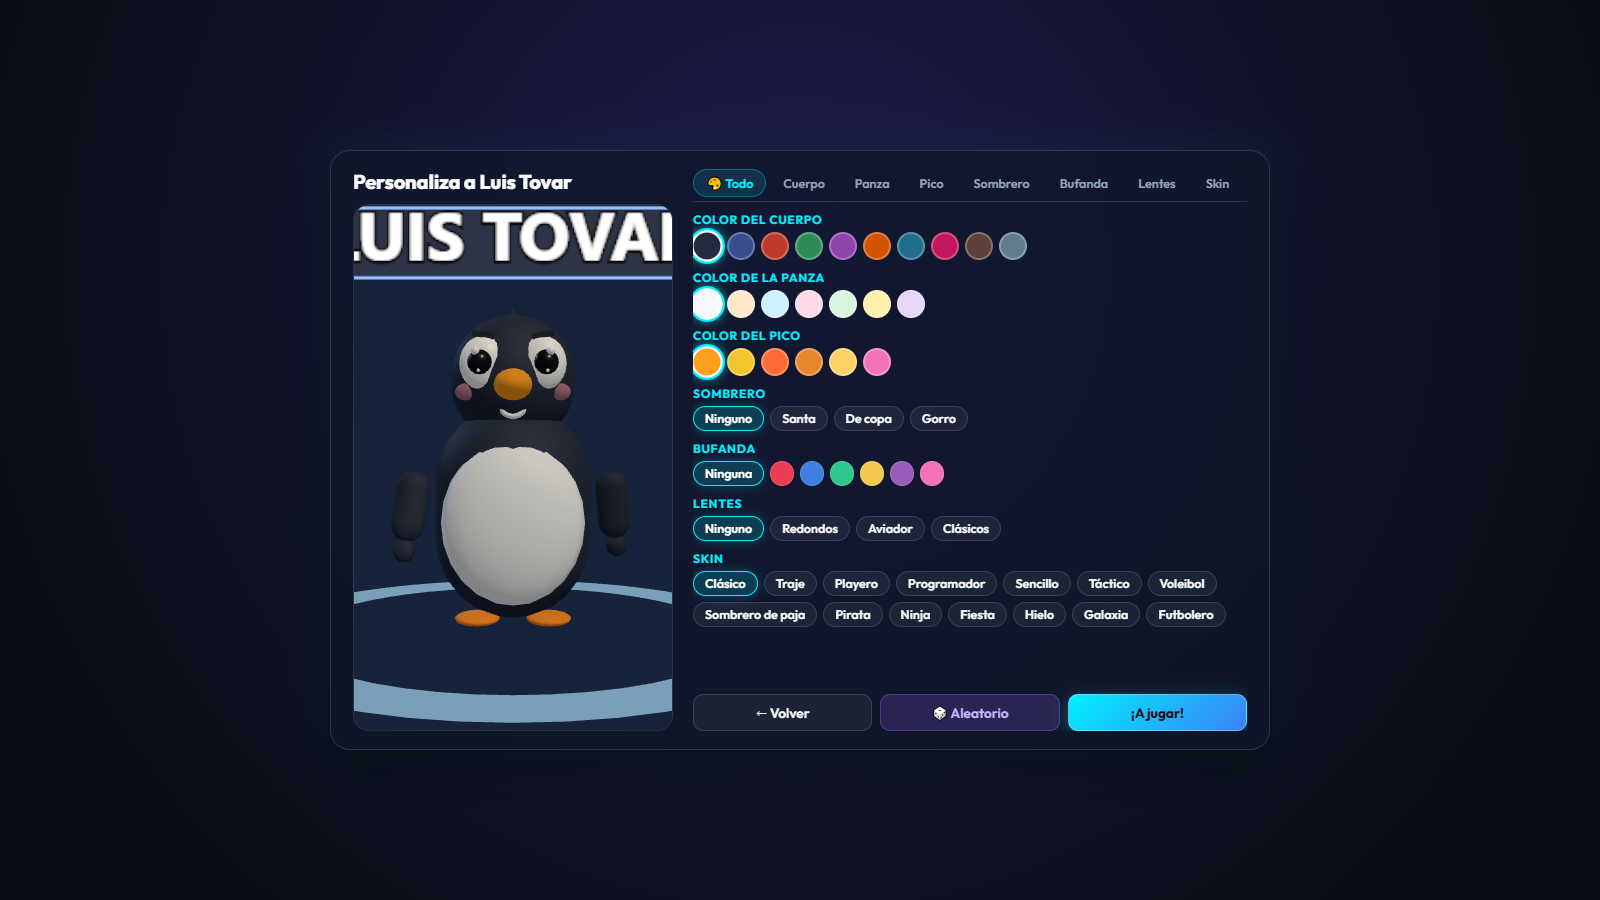 Personaliza a Luis Tovar
LUIS TOVAR
Todo Cuerpo Panza Pico Sombrero Bufanda Lentes Skin
COLOR DEL CUERPO
COLOR DE LA PANZA
COLOR DEL PICO
SOMBRERO
Ninguno Santa De copa Gorro
BUFANDA
Ninguna
LENTES
Ninguno Redondos Aviador Clásicos
SKIN
Clásico Traje Playero Programador Sencillo Táctico Voleibol
Sombrero de paja Pirata Ninja Fiesta Hielo Galaxia Futbolero
← Volver Aleatorio ¡A jugar!